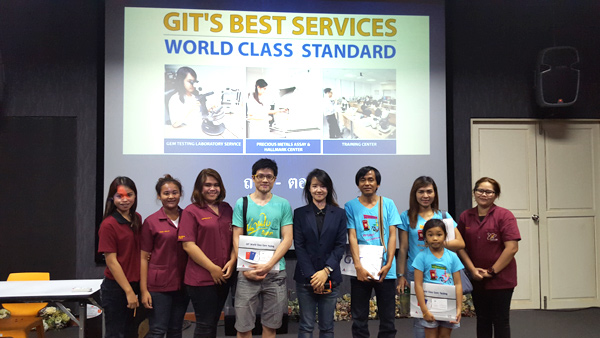 GIT'S BEST SERVICES
WORLD CLASS STANDARD
GEM TESTING LABORATORY SERVICE
PRECIOUS METALS ASSAY &
HALLMARK CENTER
TRAINING CENTER